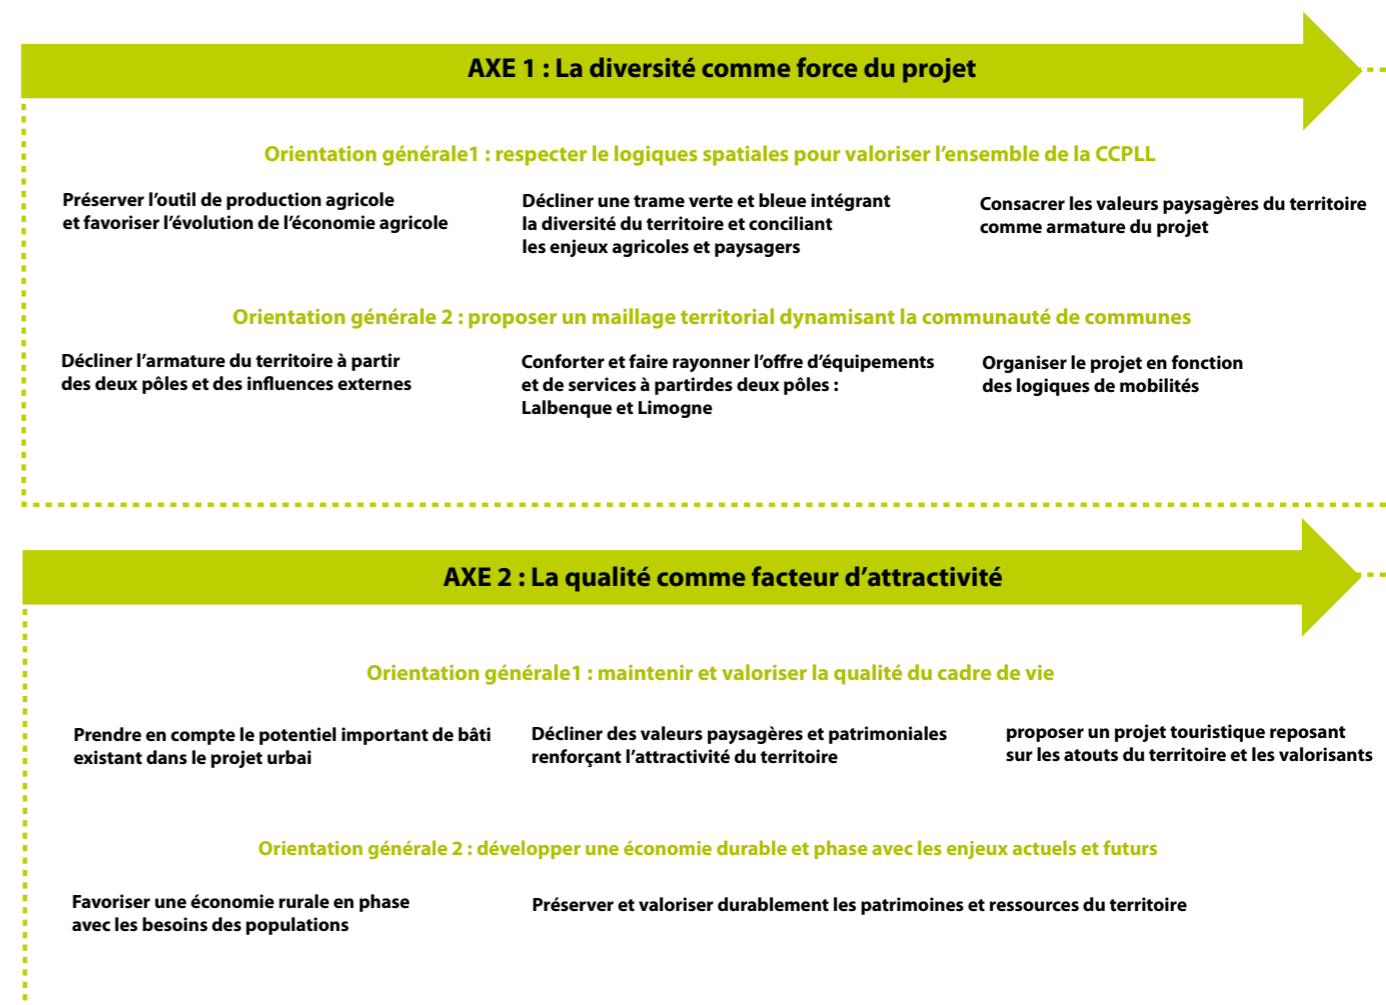 AXE 1 : La diversité comme force du projet
Orientation générale1 : respecter le logiques spatiales pour valoriser l’ensemble de la CCPLL
Préserver l’outil de production agricole
et favoriser l’évolution de l’économie agricole
Décliner une trame verte et bleue intégrant
la diversité du territoire et conciliant
les enjeux agricoles et paysagers
Consacrer les valeurs paysagères du territoire
comme armature du projet
Orientation générale 2 : proposer un maillage territorial dynamisant la communauté de communes
Décliner l’armature du territoire à partir
des deux pôles et des influences externes
Conforter et faire rayonner l’offre d’équipements
et de services à partirdes deux pôles :
Lalbenque et Limogne
Organiser le projet en fonction
des logiques de mobilités
AXE 2 : La qualité comme facteur d’attractivité
Orientation générale1 : maintenir et valoriser la qualité du cadre de vie
Prendre en compte le potentiel important de bâti
existant dans le projet urbai
Décliner des valeurs paysagères et patrimoniales
renforçant l’attractivité du territoire
proposer un projet touristique reposant
sur les atouts du territoire et les valorisants
Orientation générale 2 : développer une économie durable et phase avec les enjeux actuels et futurs
Favoriser une économie rurale en phase
avec les besoins des populations
Préserver et valoriser durablement les patrimoines et ressources du territoire